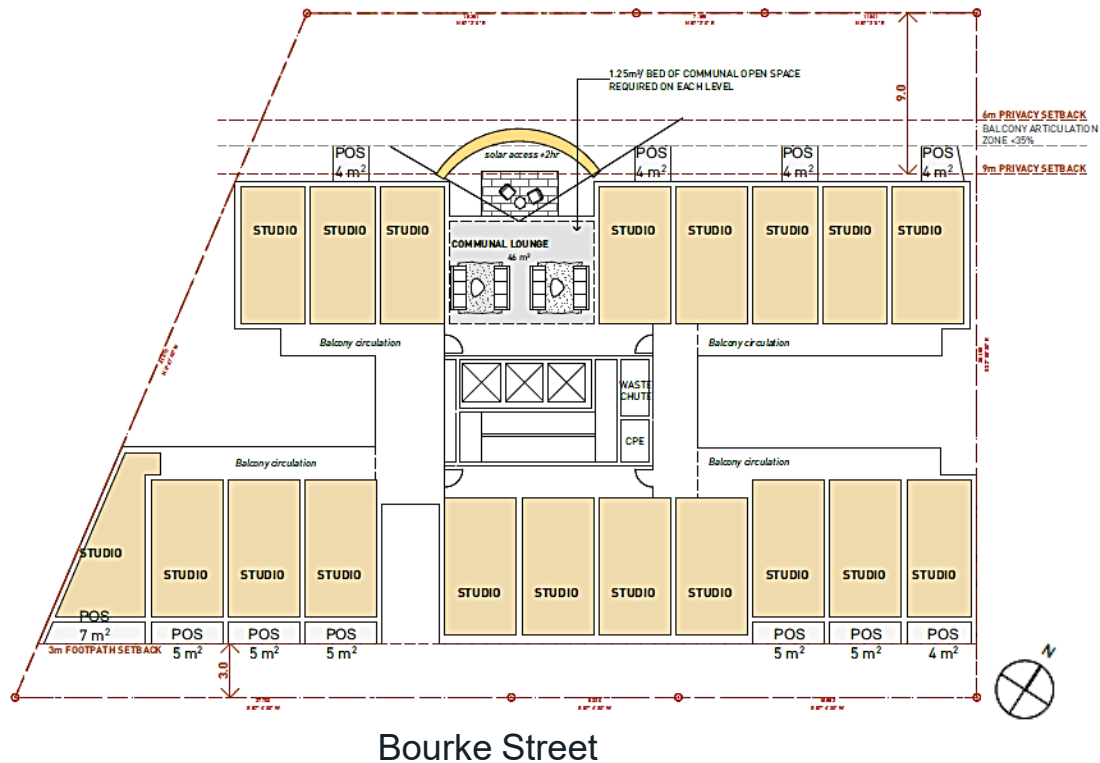 1.25m²/ BED OF COMMUNAL OPEN SPACE
REQUIRED ON EACH LEVEL
9.0
6m PRIVACY SETBACK
BALCONY ARTICULATION
ZONE <35%
9m PRIVACY SETBACK
solar access +2hr
POS
4 m²
POS
4 m²
POS
4 m²
POS
4 m²
STUDIO
STUDIO
STUDIO
COMMUNAL LOUNGE
46 m²
STUDIO
STUDIO
STUDIO
STUDIO
STUDIO
Balcony circulation
Balcony circulation
WASTE
CHUTE
CPE
Balcony circulation
Balcony circulation
STUDIO
STUDIO
STUDIO
STUDIO
STUDIO
STUDIO
STUDIO
STUDIO
STUDIO
STUDIO
STUDIO
POS
7 m²
POS
5 m²
POS
5 m²
POS
5 m²
POS
5 m²
POS
5 m²
POS
4 m²
3m FOOTPATH SETBACK
3.0
N
Bourke Street